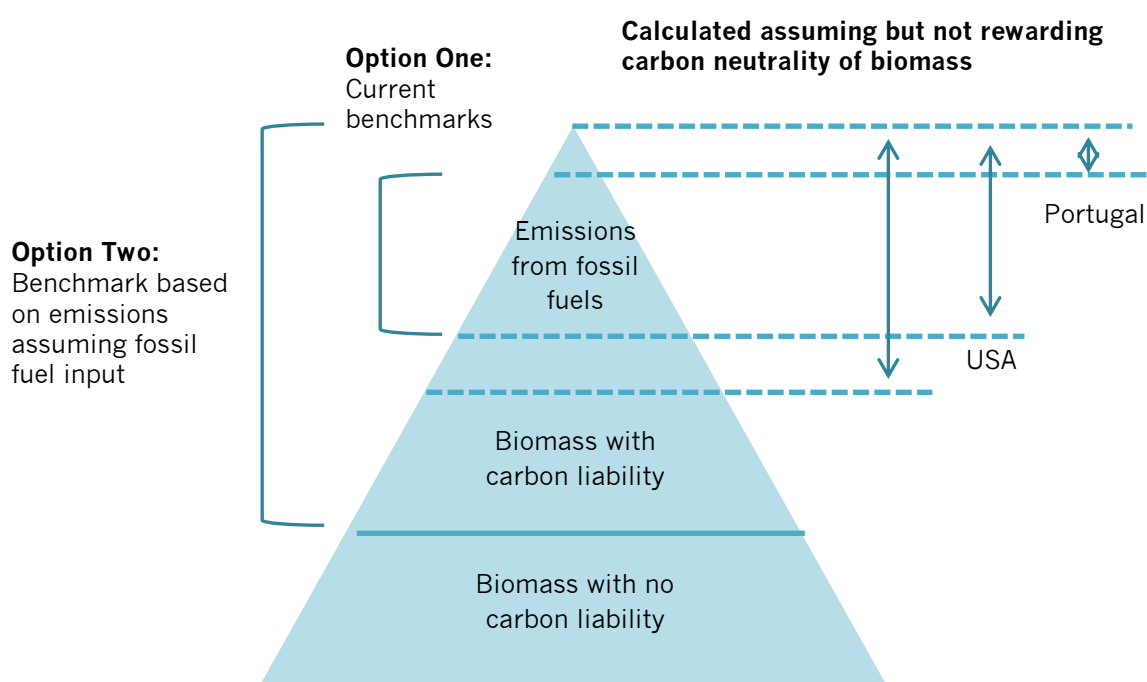 Calculated assuming but not rewarding
carbon neutrality of biomass
Option One:
Current
benchmarks
Portugal
Emissions
from fossil
fuels
Option Two:
Benchmark based
on emissions
assuming fossil
fuel input
USA
Biomass with
carbon liability
Biomass with no
carbon liability